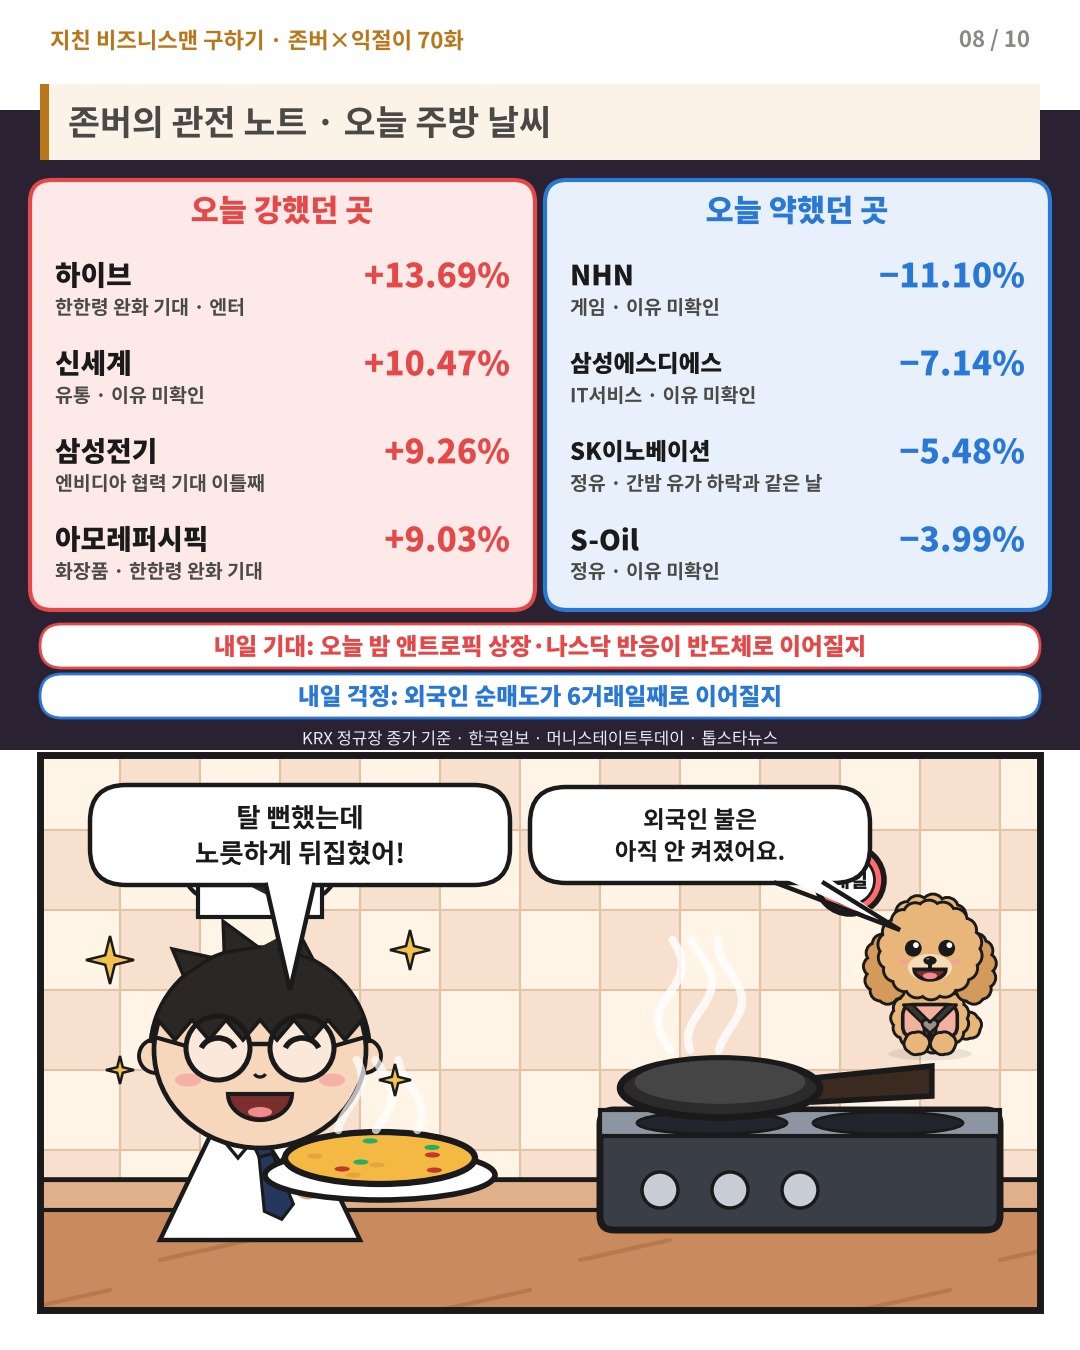 지친 비즈니스맨 구하기 · 존버×익절이 70화
08 / 10
존버의 관전 노트 · 오늘 주방 날씨
오늘 강했던 곳
하이브 +13.69%
한한령 완화 기대 · 엔터
신세계 +10.47%
유통 · 이유 미확인
삼성전기 +9.26%
엔비디아 협력 기대 이틀째
아모레퍼시픽 +9.03%
화장품 · 한한령 완화 기대
오늘 약했던 곳
NHN −11.10%
게임 · 이유 미확인
삼성에스디에스 −7.14%
IT서비스 · 이유 미확인
SK이노베이션 −5.48%
정유 · 간밤 유가 하락과 같은 날
S-Oil −3.99%
정유 · 이유 미확인
내일 기대: 오늘 밤 앤트로픽 상장·나스닥 반응이 반도체로 이어질지
내일 걱정: 외국인 순매도가 6거래일째로 이어질지
KRX 정규장 종가 기준 · 한국일보 · 머니스테이트투데이 · 톱스타뉴스
탈 뻔했는데
노릇하게 뒤집혔어!
외국인 불은
아직 안 켜졌어요.